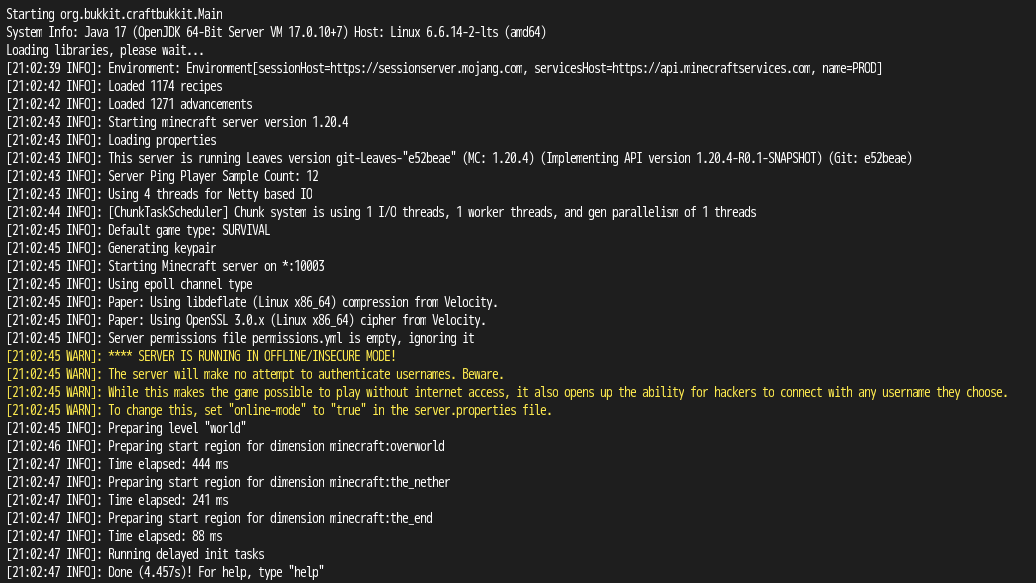 Starting org.bukkit.craftbukkit.Main
System Info: Java 17 (OpenJDK 64-Bit Server VM 17.0.10+7) Host: Linux 6.6.14-2-lts (amd64)
Loading libraries, please wait...
[21:02:39 INFO]: Environment: Environment[sessionHost=https://sessionserver.mojang.com, servicesHost=https://api.minecraftservices.com, name=PROD]
[21:02:42 INFO]: Loaded 1174 recipes
[21:02:42 INFO]: Loaded 1271 advancements
[21:02:43 INFO]: Starting minecraft server version 1.20.4
[21:02:43 INFO]: Loading properties
[21:02:43 INFO]: This server is running Leaves version git-Leaves-"e52beae" (MC: 1.20.4) (Implementing API version 1.20.4-R0.1-SNAPSHOT) (Git: e52beae)
[21:02:43 INFO]: Server Ping Player Sample Count: 12
[21:02:43 INFO]: Using 4 threads for Netty based IO
[21:02:44 INFO]: [ChunkTaskScheduler] Chunk system is using 1 I/O threads, 1 worker threads, and gen parallelism of 1 threads
[21:02:45 INFO]: Default game type: SURVIVAL
[21:02:45 INFO]: Generating keypair
[21:02:45 INFO]: Starting Minecraft server on *:10003
[21:02:45 INFO]: Using epoll channel type
[21:02:45 INFO]: Paper: Using libdeflate (Linux x86_64) compression from Velocity.
[21:02:45 INFO]: Paper: Using OpenSSL 3.0.x (Linux x86_64) cipher from Velocity.
[21:02:45 INFO]: Server permissions file permissions.yml is empty, ignoring it
[21:02:45 WARN]: **** SERVER IS RUNNING IN OFFLINE/INSECURE MODE!
[21:02:45 WARN]: The server will make no attempt to authenticate usernames. Beware.
[21:02:45 WARN]: While this makes the game possible to play without internet access, it also opens up the ability for hackers to connect with any username they choose.
[21:02:45 WARN]: To change this, set "online-mode" to "true" in the server.properties file.
[21:02:45 INFO]: Preparing level "world"
[21:02:46 INFO]: Preparing start region for dimension minecraft:overworld
[21:02:47 INFO]: Time elapsed: 444 ms
[21:02:47 INFO]: Preparing start region for dimension minecraft:the_nether
[21:02:47 INFO]: Time elapsed: 241 ms
[21:02:47 INFO]: Preparing start region for dimension minecraft:the_end
[21:02:47 INFO]: Time elapsed: 88 ms
[21:02:47 INFO]: Running delayed init tasks
[21:02:47 INFO]: Done (4.457s)! For help, type "help"